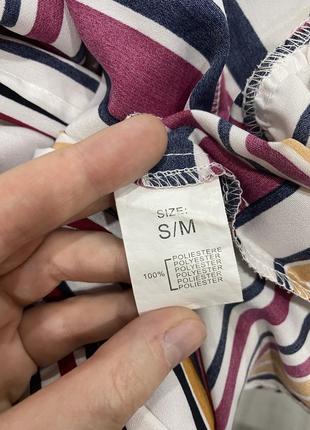 SIZE:
S/M
100%
POLIESTERE
POLYESTER
POLYESTER
POLIESTER
POLIESTER